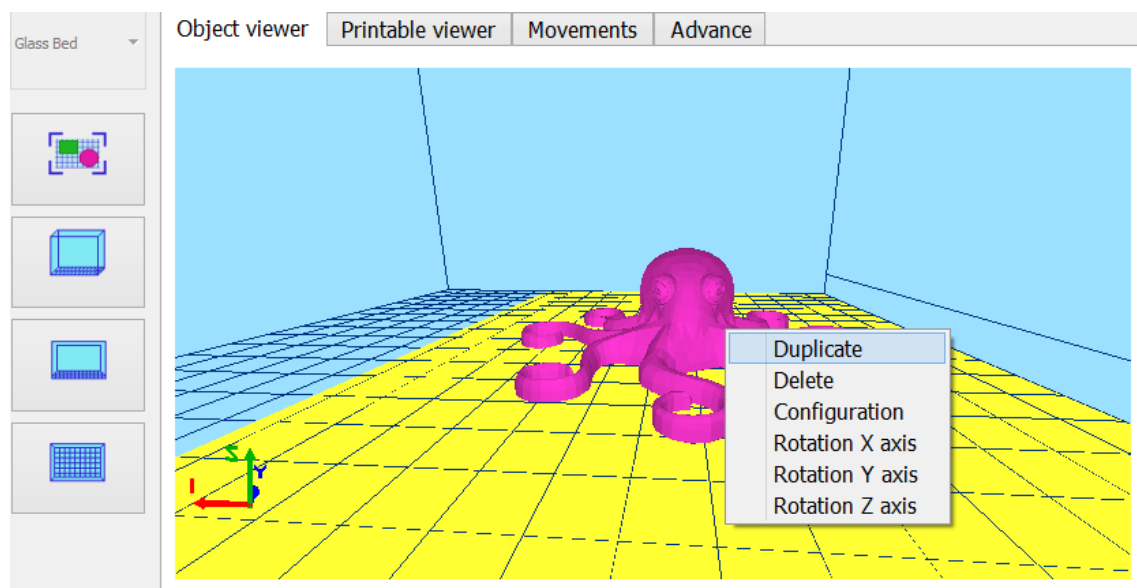 Glass Bed
Object viewer
Printable viewer
Movements
Advance
Duplicate
Delete
Configuration
Rotation X axis
Rotation Y axis
Rotation Z axis
Y